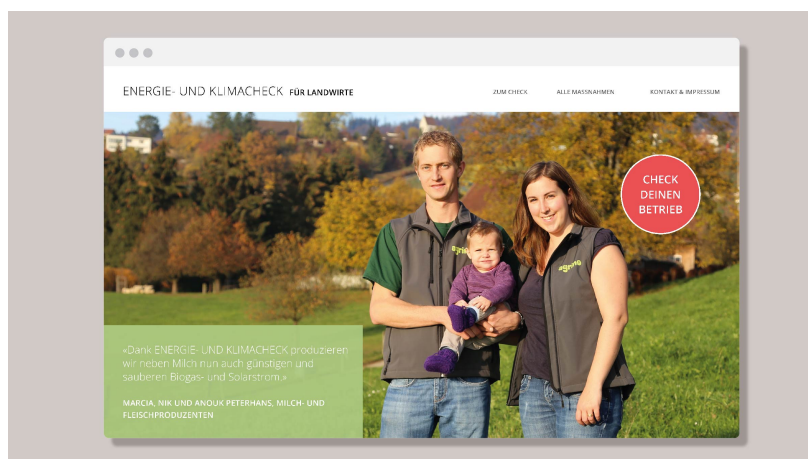 ENERGIE- UND KLIMACHECK FÜR LANDWIRTE
ZUM CHECK
ALLE MASSNAHMEN
KONTAKT & IMPRESSUM
CHECK
DEINEN
BETRIEB
«Dank ENERGIE- UND KLIMACHECK produzieren
wir neben Milch nun auch günstigen und
sauberen Biogas- und Solarstrom.»
MARCIA, NIK UND ANOUK PETERHANS, MILCH- UND
FLEISCHPRODUZENTEN